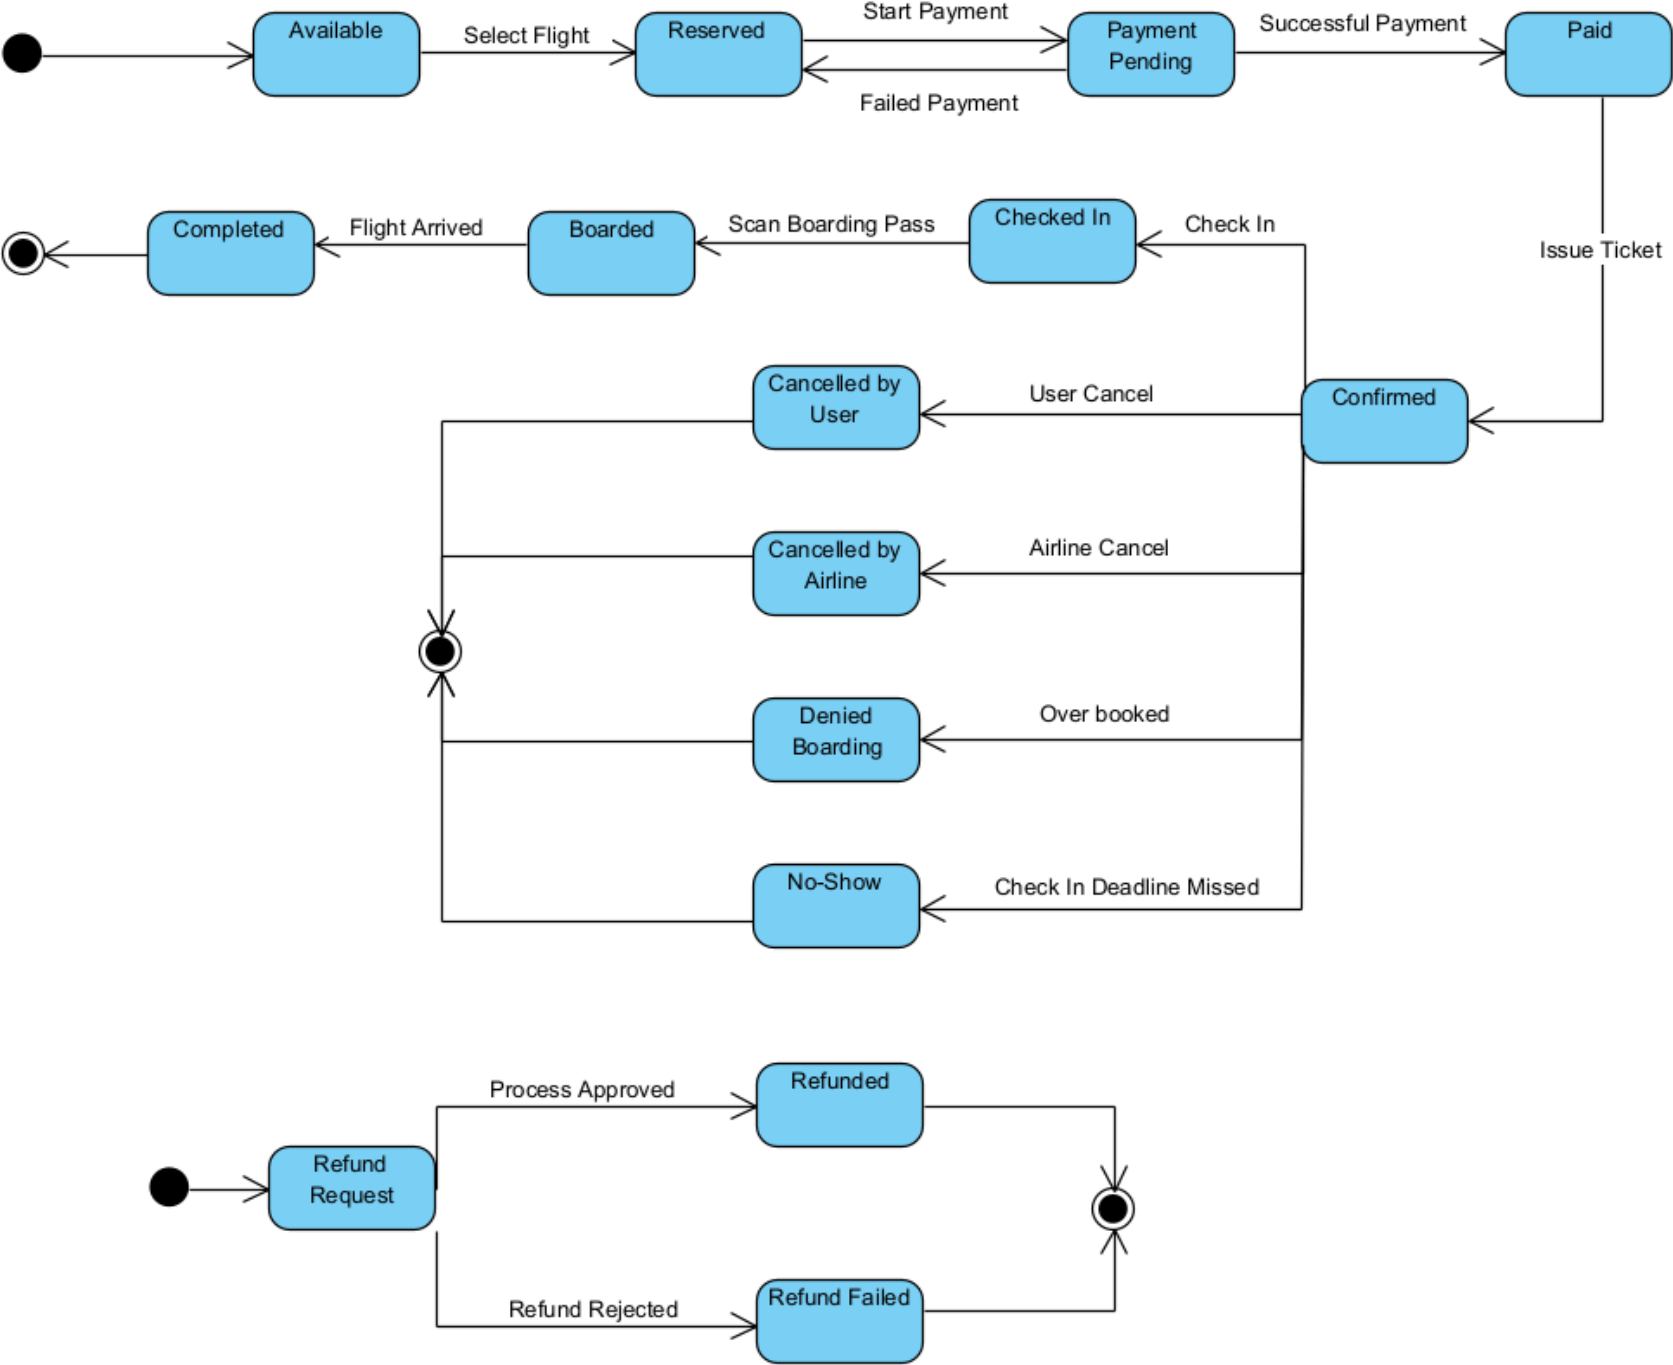 Available
Select Flight
Reserved
Start Payment
Failed Payment
Payment
Pending
Successful Payment
Paid
Completed
Flight Arrived
Boarded
Scan Boarding Pass
Checked In
Check In
Issue Ticket
Cancelled by
User
User Cancel
Confirmed
Cancelled by
Airline
Airline Cancel
Denied
Boarding
Over booked
No-Show
Check In Deadline Missed
Process Approved
Refunded
Refund
Request
Refund Rejected
Refund Failed